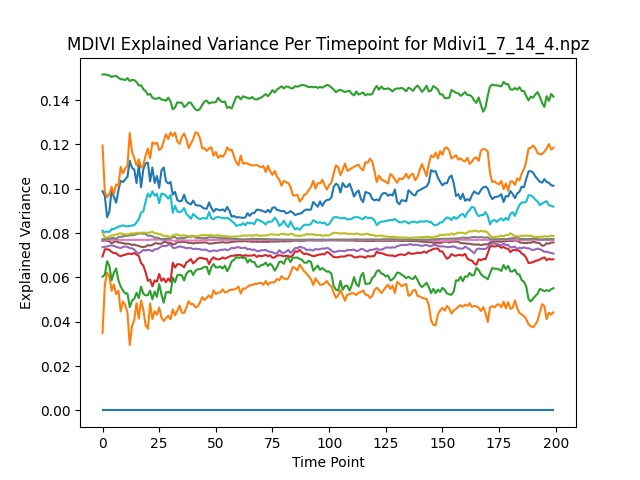 MDIVI Explained Variance Per Timepoint for Mdivi1_7_14_4.npz
0.14
0.12
0.10
0.08
0.06
0.04
0.02
0.00
Explained Variance
0 25 50 75 100 125 150 175 200
Time Point